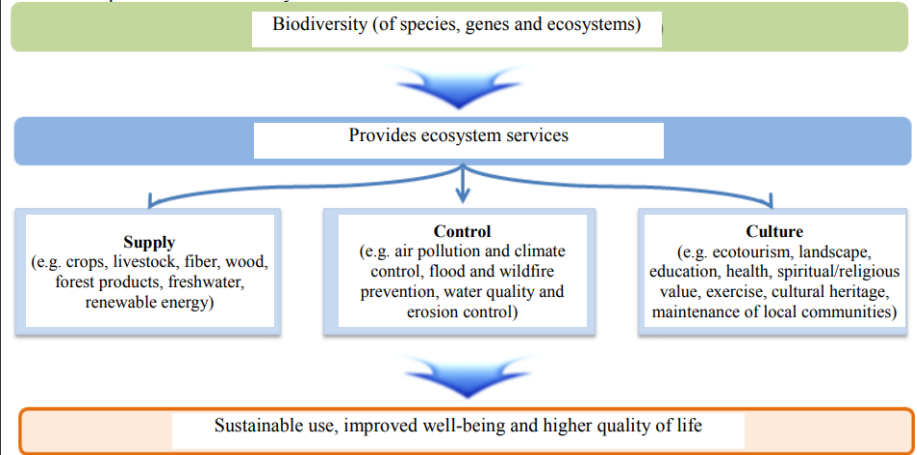 Biodiversity (of species, genes and ecosystems)
Provides ecosystem services
Supply
(e.g. crops, livestock, fiber, wood,
forest products, freshwater,
renewable energy)
Control
(e.g. air pollution and climate
control, flood and wildfire
prevention, water quality and
erosion control)
Culture
(e.g. ecotourism, landscape,
education, health, spiritual/religious
value, exercise, cultural heritage,
maintenance of local communities)
Sustainable use, improved well-being and higher quality of life